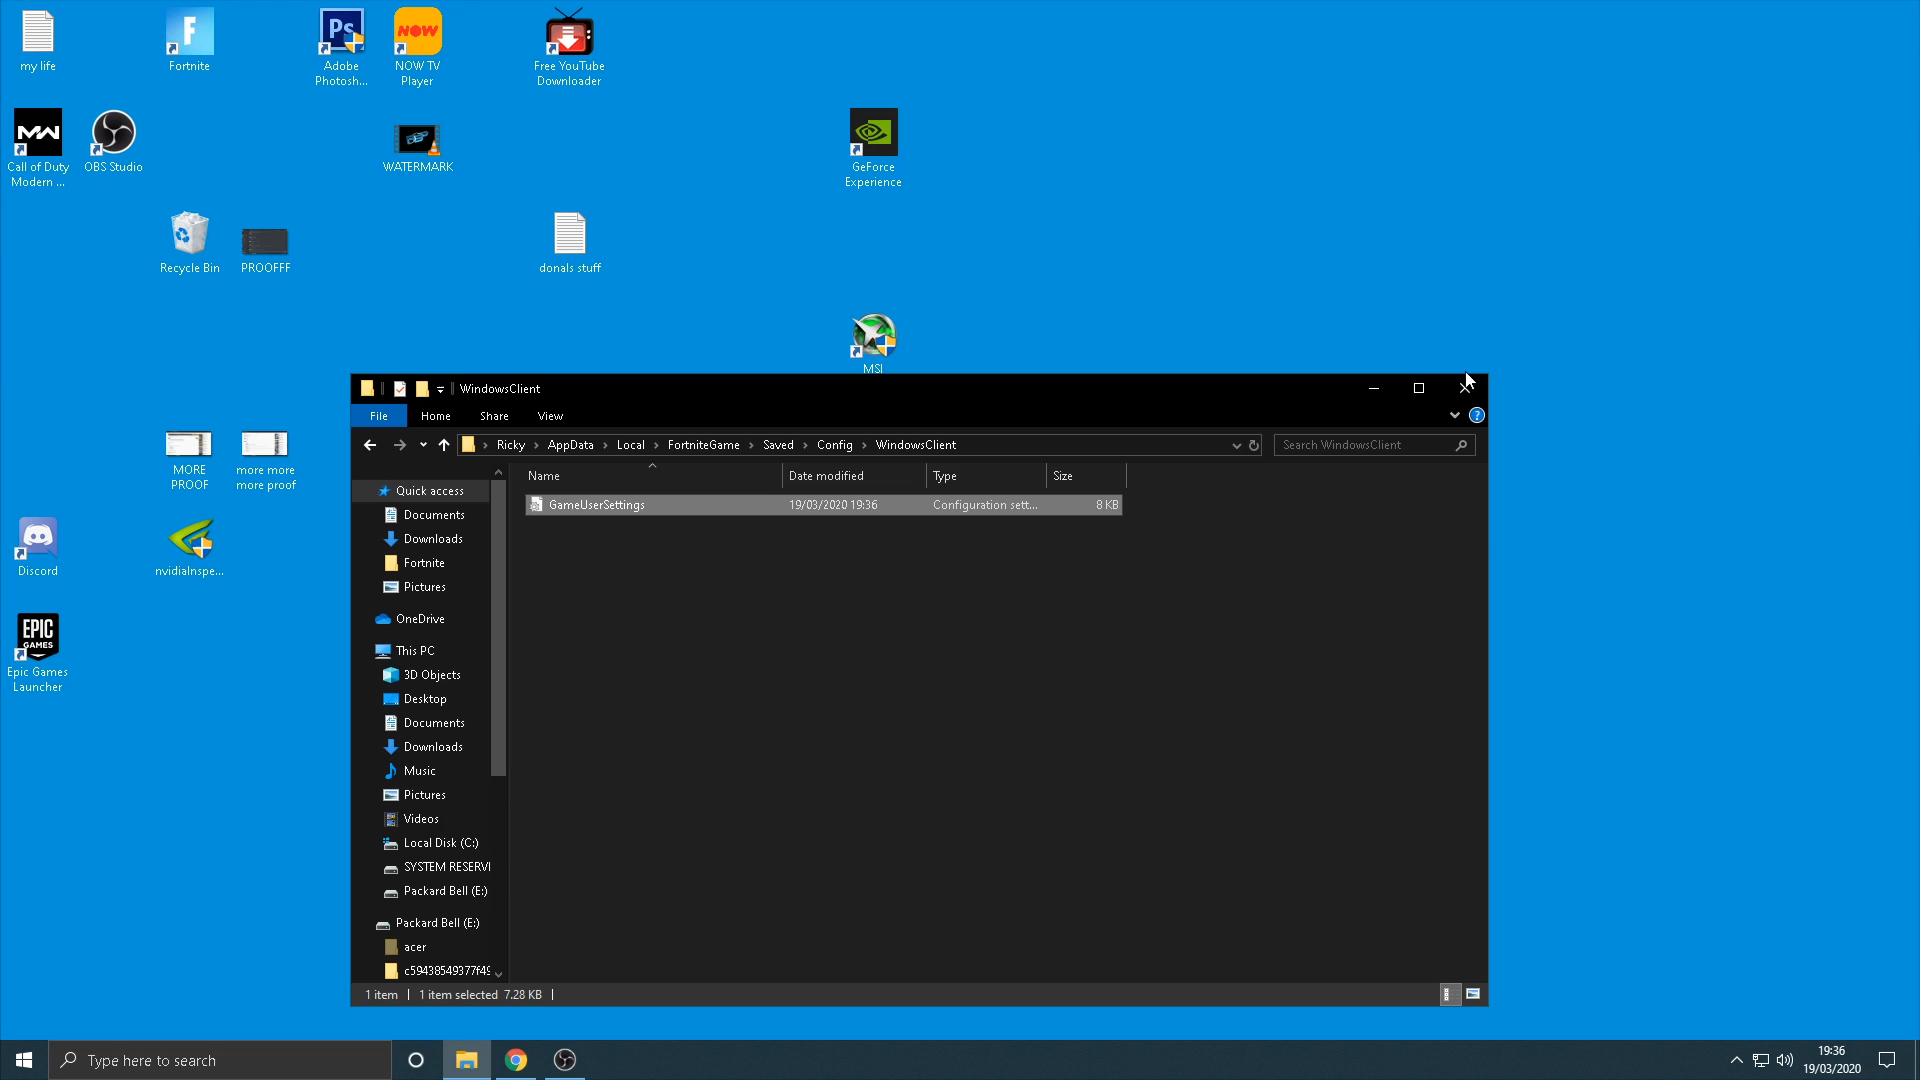 my life
Fortnite
Ps
Adobe
Photosh...
NOW
NOW TV
Player
Free YouTube
Downloader
MW
Call of Duty
Modern ...
OBS Studio
WATERMARK
GeForce
Experience
Recycle Bin
PROOFFF
donals stuff
MSI
MORE
PROOF
more more
more proof
Discord
nvidiaInspe...
EPIC
GAMES
Epic Games
Launcher
WindowsClient
File
Home
Share
View
Ricky
AppData
Local
FortniteGame
Saved
Config
WindowsClient
Search WindowsClient
Name
Date modified
Type
Size
GameUserSettings
19/03/2020 19:36
Configuration sett...
8 KB
Quick access
Documents
Downloads
Fortnite
Pictures
OneDrive
This PC
3D Objects
Desktop
Documents
Downloads
Music
Pictures
Videos
Local Disk (C:)
SYSTEM RESERV
Packard Bell (E:)
Packard Bell (E:)
acer
c59438549377f49
1 item
1 item selected 7.28 KB
Type here to search
19:36
19/03/2020